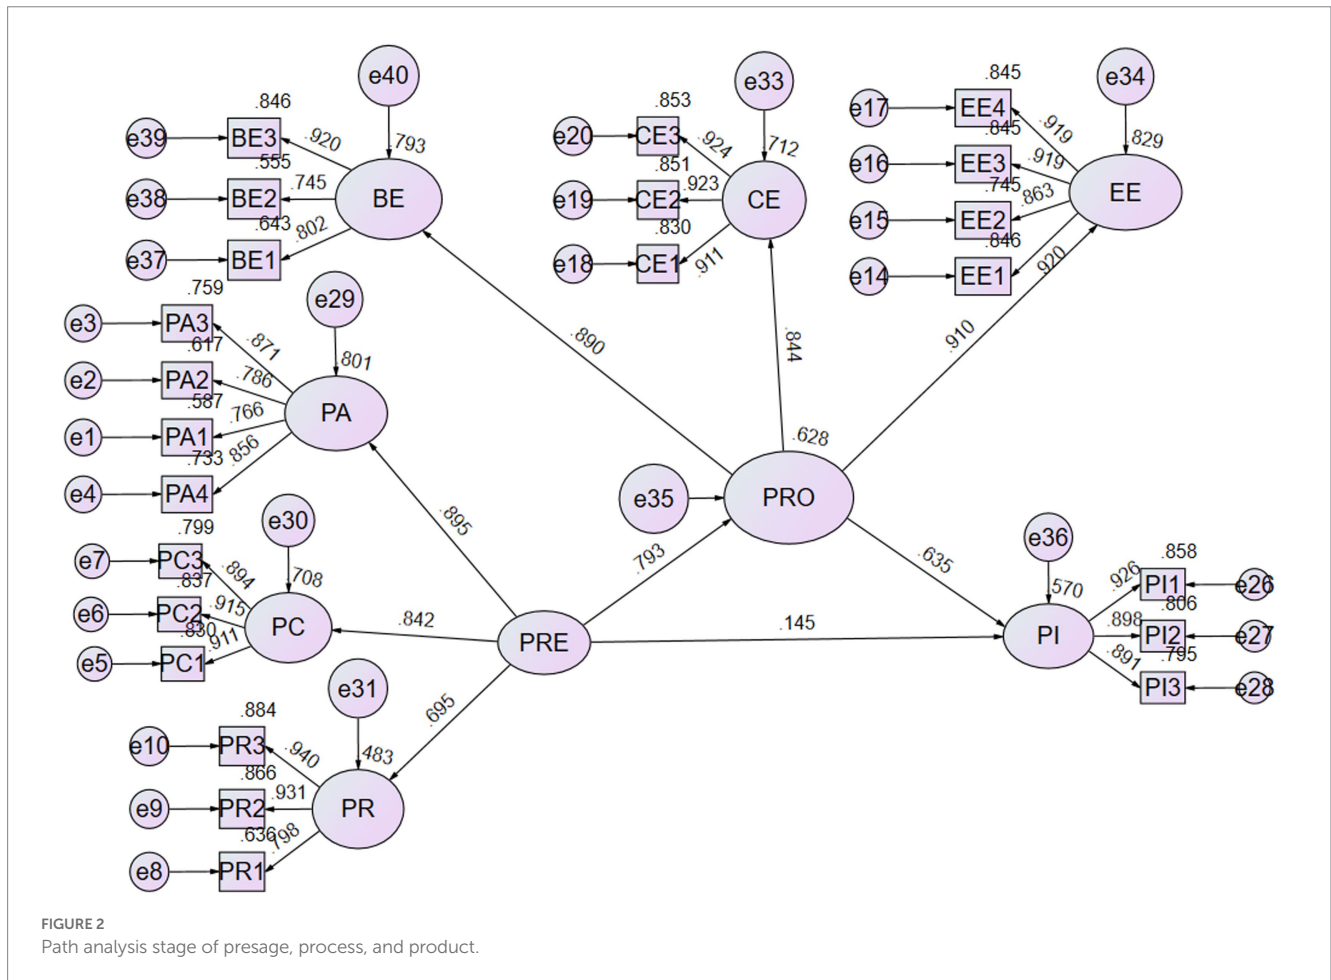 e40
.846
e39
BE3
.920
.793
.555
e38
BE2
.745
BE
.643
.802
e37
BE1
e33
.853
e20
CE3
.924
.712
.851
e19
CE2
.923
CE
.830
e18
CE1
.911
.845
e34
e17
EE4
.919
.829
.845
e16
EE3
.919
.745
e15
EE2
.863
EE
.846
e14
EE1
.920
.759
e29
e3
PA3
.871
.801
.617
e2
PA2
.786
.587
PA
e1
PA1
.766
.733
.856
e4
PA4
.890
.844
.910
.628
e35
PRO
.895
.793
.635
.799
e30
e7
PC3
.894
.708
.837
e6
PC2
.915
PC
.830
.911
e5
PC1
.842
PRE
.145
e36
.858
.926
PI1
e26
.570
.806
PI
.898
PI2
e27
.795
.891
PI3
e28
e31
.695
.884
e10
PR3
.940
.483
.866
e9
PR2
.931
PR
.636
.798
e8
PR1
FIGURE 2
Path analysis stage of presage, process, and product.